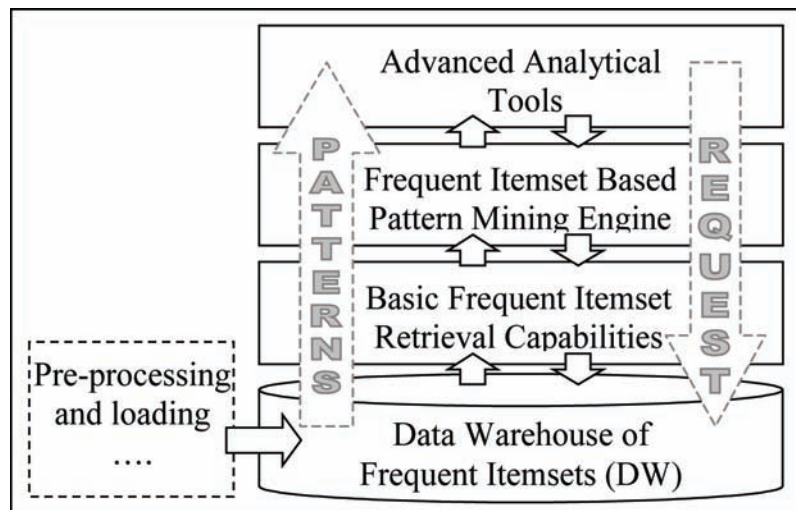 Advanced Analytical
Tools
PATTERNS
REQUEST
Frequent Itemset Based
Pattern Mining Engine
Basic Frequent Itemset
Retrieval Capabilities
Pre-processing
and loading
....
Data Warehouse of
Frequent Itemsets (DW)